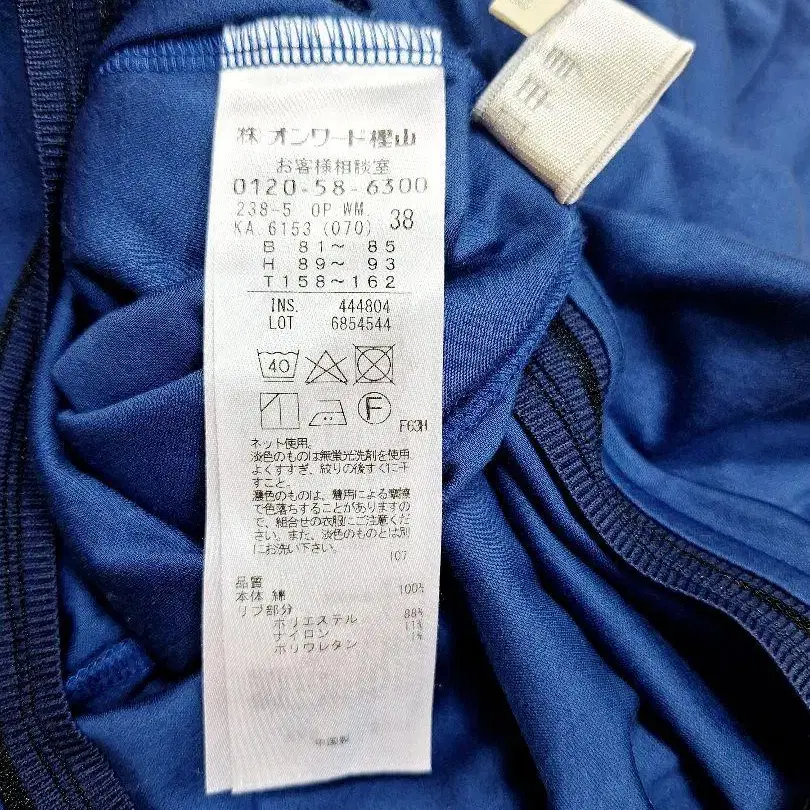 ㈱ オンワード樫山
お客様相談室
0120-58-6300
238-5 OP WM.
KA.6153(070) 38
B 81～ 85
H 89～ 93
T158～162
INS. 444804
LOT 6854544
40
F
F63H
ネット使用。
淡色のものは無蛍光洗剤を使用
よくすすぎ、絞りの後すぐに干
すこと。
濃色のものは、着用による摩擦
で色落ちすることがありますの
で、組合せの衣服にご注意くだ
さい。また、淡色のものとは別
にお洗い下さい。
107
品質
本体 綿 100%
リブ部分
ポリエステル 88%
ナイロン 11%
ポリウレタン 1%
中国製